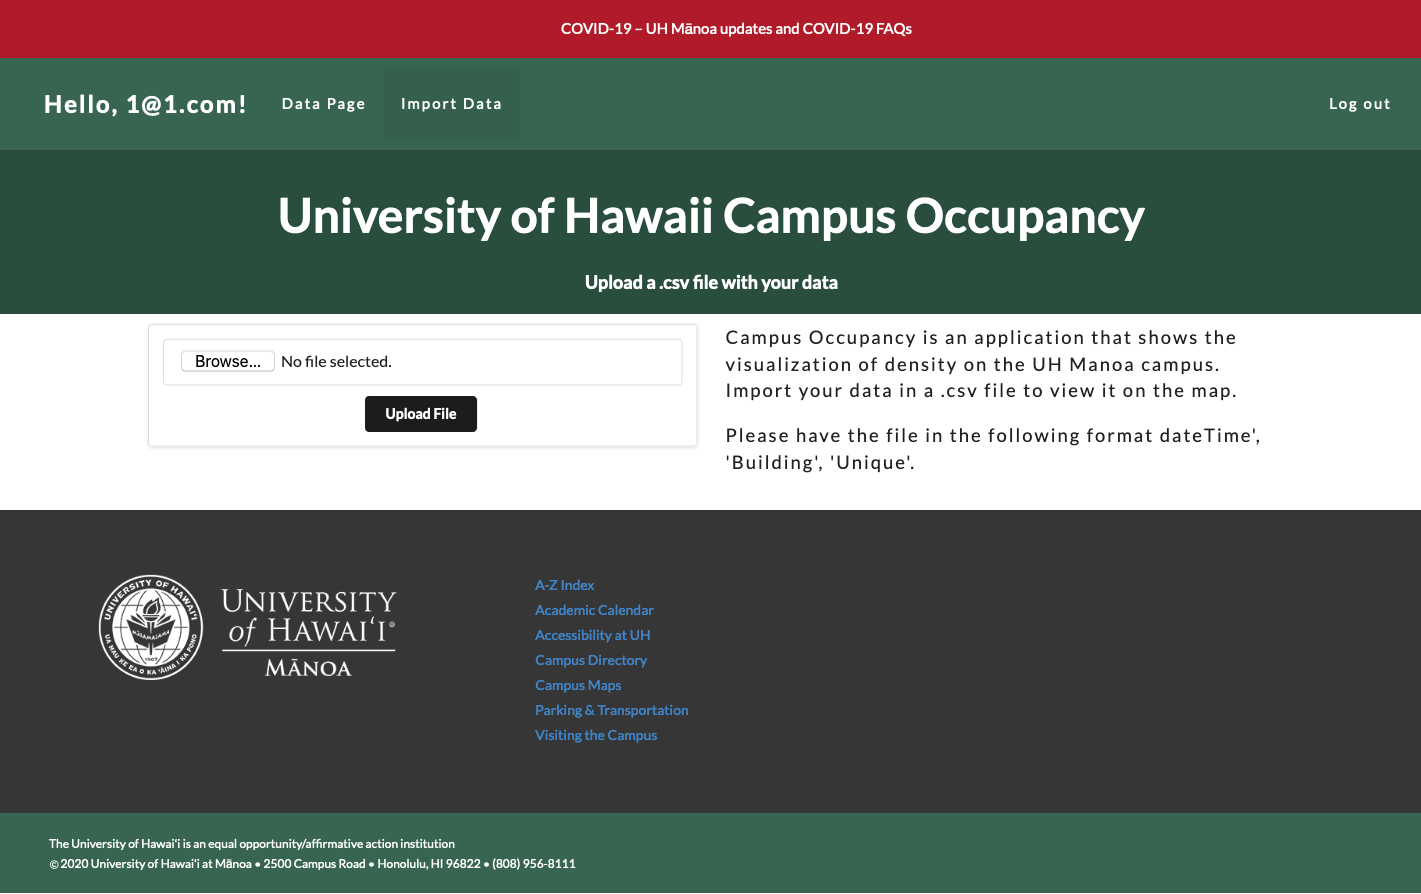 COVID-19 – UH Mānoa updates and COVID-19 FAQs
Hello, 1@1.com!
Data Page
Import Data
Log out
University of Hawaii Campus Occupancy
Upload a .csv file with your data
Browse... No file selected.
Upload File
Campus Occupancy is an application that shows the
visualization of density on the UH Manoa campus.
Import your data in a .csv file to view it on the map.
Please have the file in the following format dateTime',
'Building', 'Unique'.
UNIVERSITY OF HAWAI‘I
MALAMALAMA
1907
UA MAU KE EA O KA ‘ĀINA I KA PONO
UNIVERSITY
of HAWAI‘I®
MĀNOA
A-Z Index
Academic Calendar
Accessibility at UH
Campus Directory
Campus Maps
Parking & Transportation
Visiting the Campus
The University of Hawai‘i is an equal opportunity/affirmative action institution
©2020 University of Hawai‘i at Mānoa • 2500 Campus Road • Honolulu, HI 96822 • (808) 956-8111